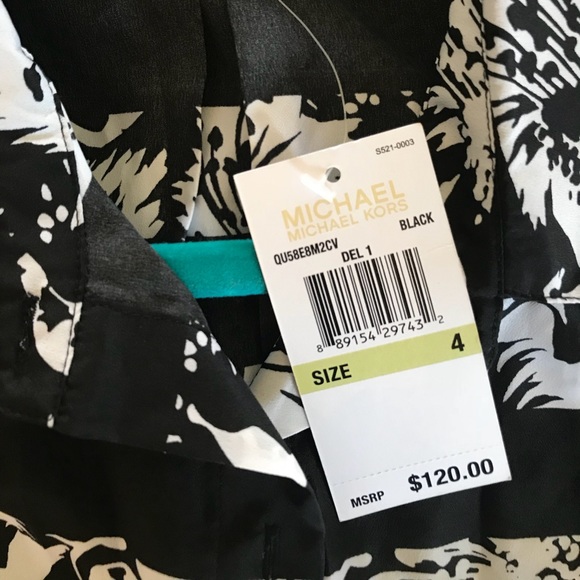 S521-0003
MICHAEL
MICHAEL KORS
QU58E8M2CV BLACK
DEL 1
8 89154 29743 2
SIZE 4
MSRP $120.00